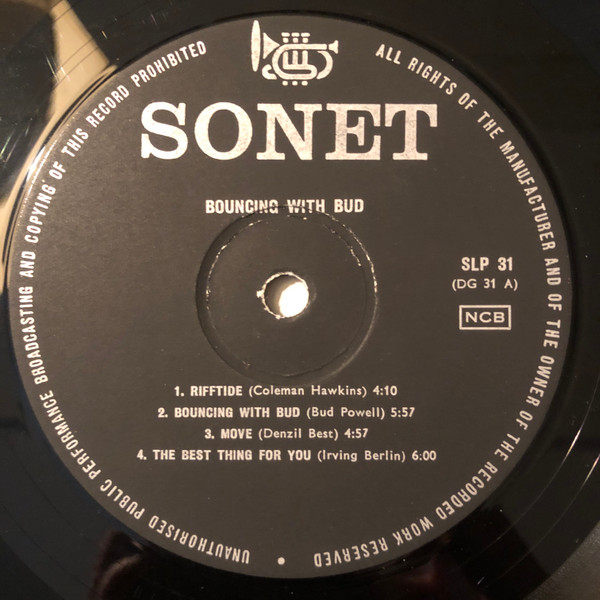 UNAUTHORISED PUBLIC PERFORMANCE BROADCASTING AND COPYING OF THIS RECORD PROHIBITED
ALL RIGHTS OF THE MANUFACTURER AND OF THE OWNER OF THE RECORDED WORK RESERVED •
SONET
BOUNCING WITH BUD
SLP 31
(DG 31 A)
NCB
1. RIFFTIDE (Coleman Hawkins) 4:10
2. BOUNCING WITH BUD (Bud Powell) 5:57
3. MOVE (Denzil Best) 4:57
4. THE BEST THING FOR YOU (Irving Berlin) 6:00